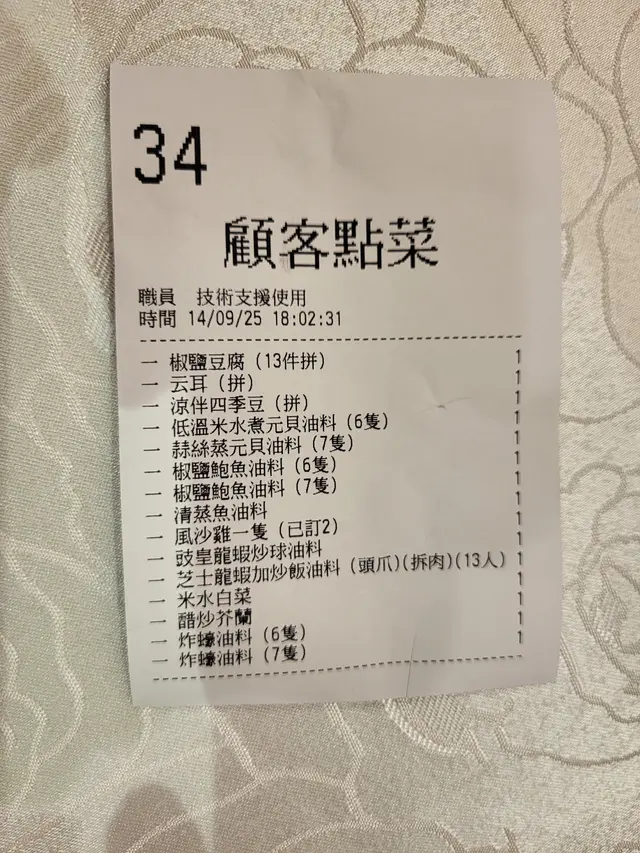 34
顧客點菜
職員 技術支援使用
時間 14/09/25 18:02:31
一 椒鹽豆腐 (13件拼) 1
一 云耳 (拼) 1
一 涼伴四季豆 (拼) 1
一 低溫米水煮元貝油料 (6隻) 1
一 蒜絲蒸元貝油料 (7隻) 1
一 椒鹽鮑魚油料 (6隻) 1
一 椒鹽鮑魚油料 (7隻) 1
一 清蒸魚油料 1
一 風沙雞一隻 (已訂2) 1
一 豉皇龍蝦炒球油料 1
一 芝士龍蝦加炒飯油料 (頭爪)(拆肉)(13人) 1
一 米水白菜 1
一 醋炒芥蘭 1
一 炸蠔油料 (6隻) 1
一 炸蠔油料 (7隻) 1